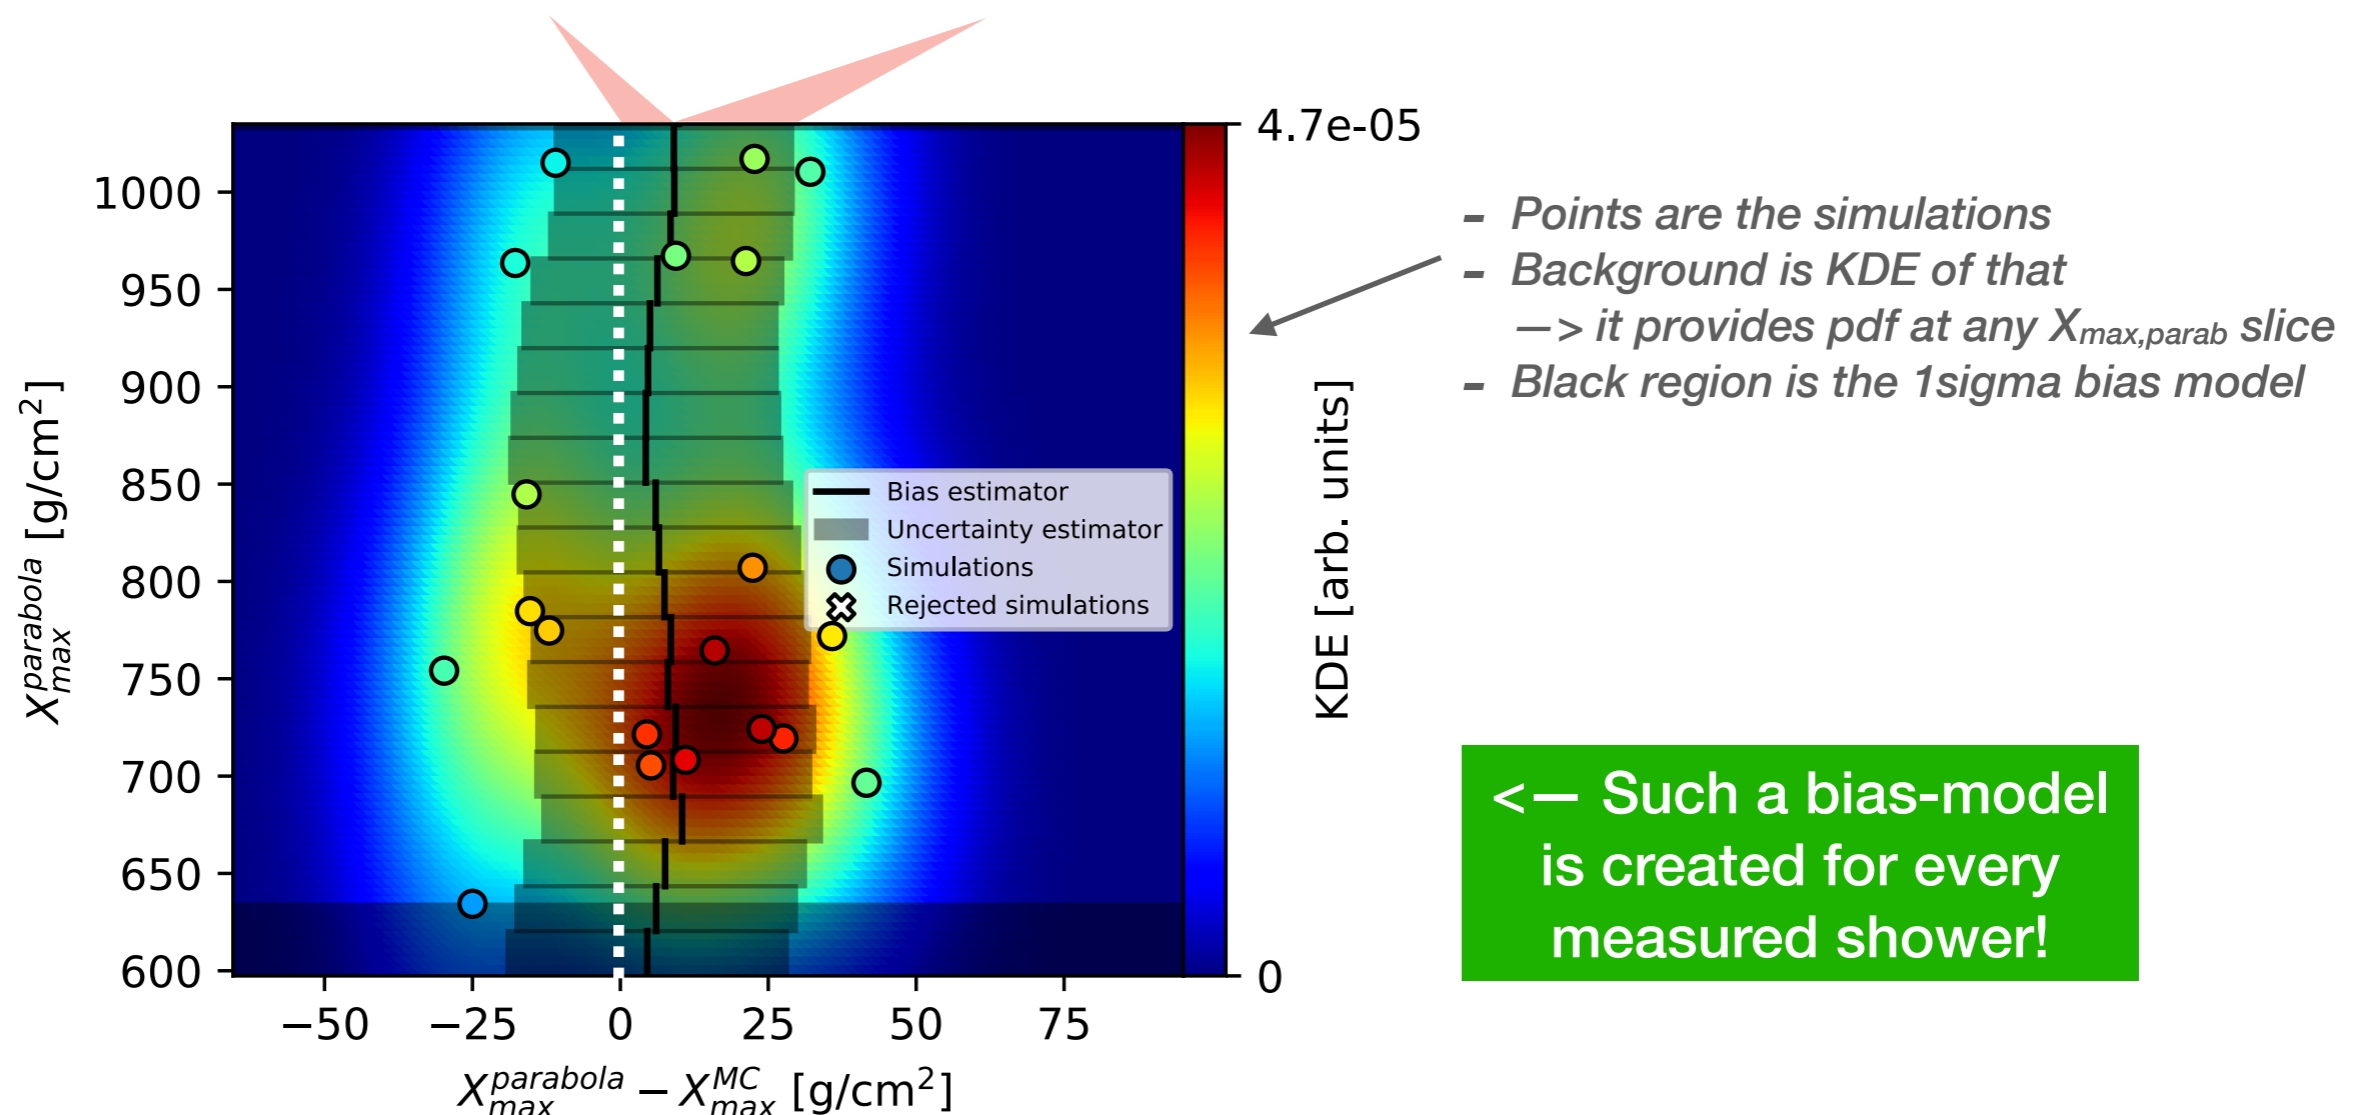 4.7e-05
1000
950
900
850
800
750
700
650
600
X_max^parabola [g/cm²]
Bias estimator
Uncertainty estimator
Simulations
Rejected simulations
−50 −25 0 25 50 75
X_max^parabola − X_max^MC [g/cm²]
0
KDE [arb. units]
- Points are the simulations
- Background is KDE of that
—> it provides pdf at any X_max,parab slice
- Black region is the 1sigma bias model
<— Such a bias-model
is created for every
measured shower!